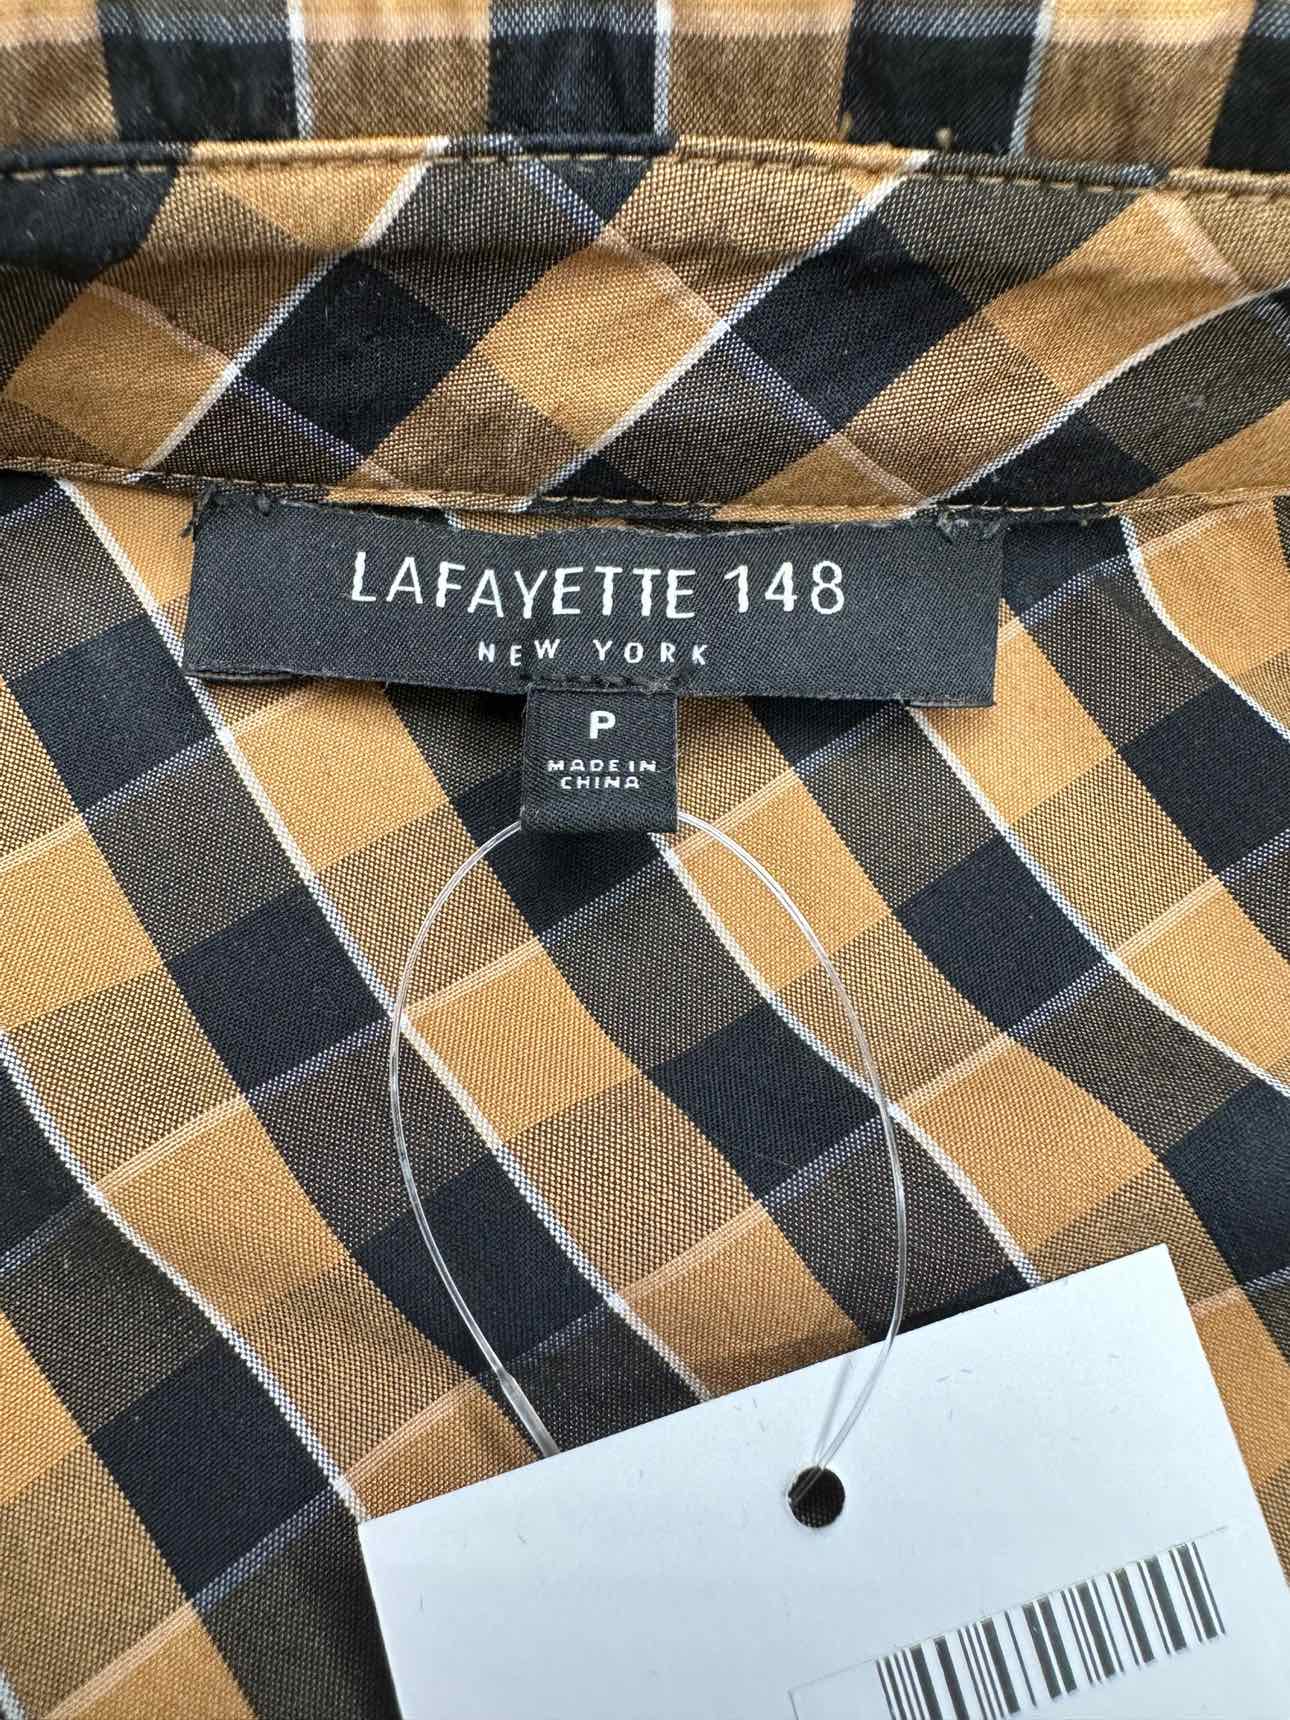 LAFAYETTE 148
NEW YORK
P
MADE IN
CHINA